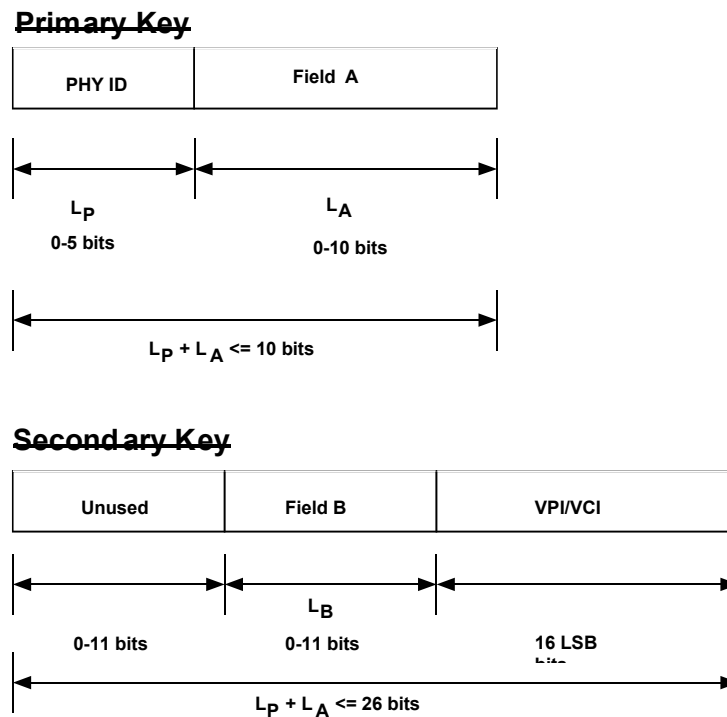 Primary Key
PHY ID Field A
LP LA
0-5 bits 0-10 bits
LP + LA <= 10 bits
Secondary Key
Unused Field B VPI/VCI
LB
0-11 bits 0-11 bits 16 LSB
bits
LP + LA <= 26 bits